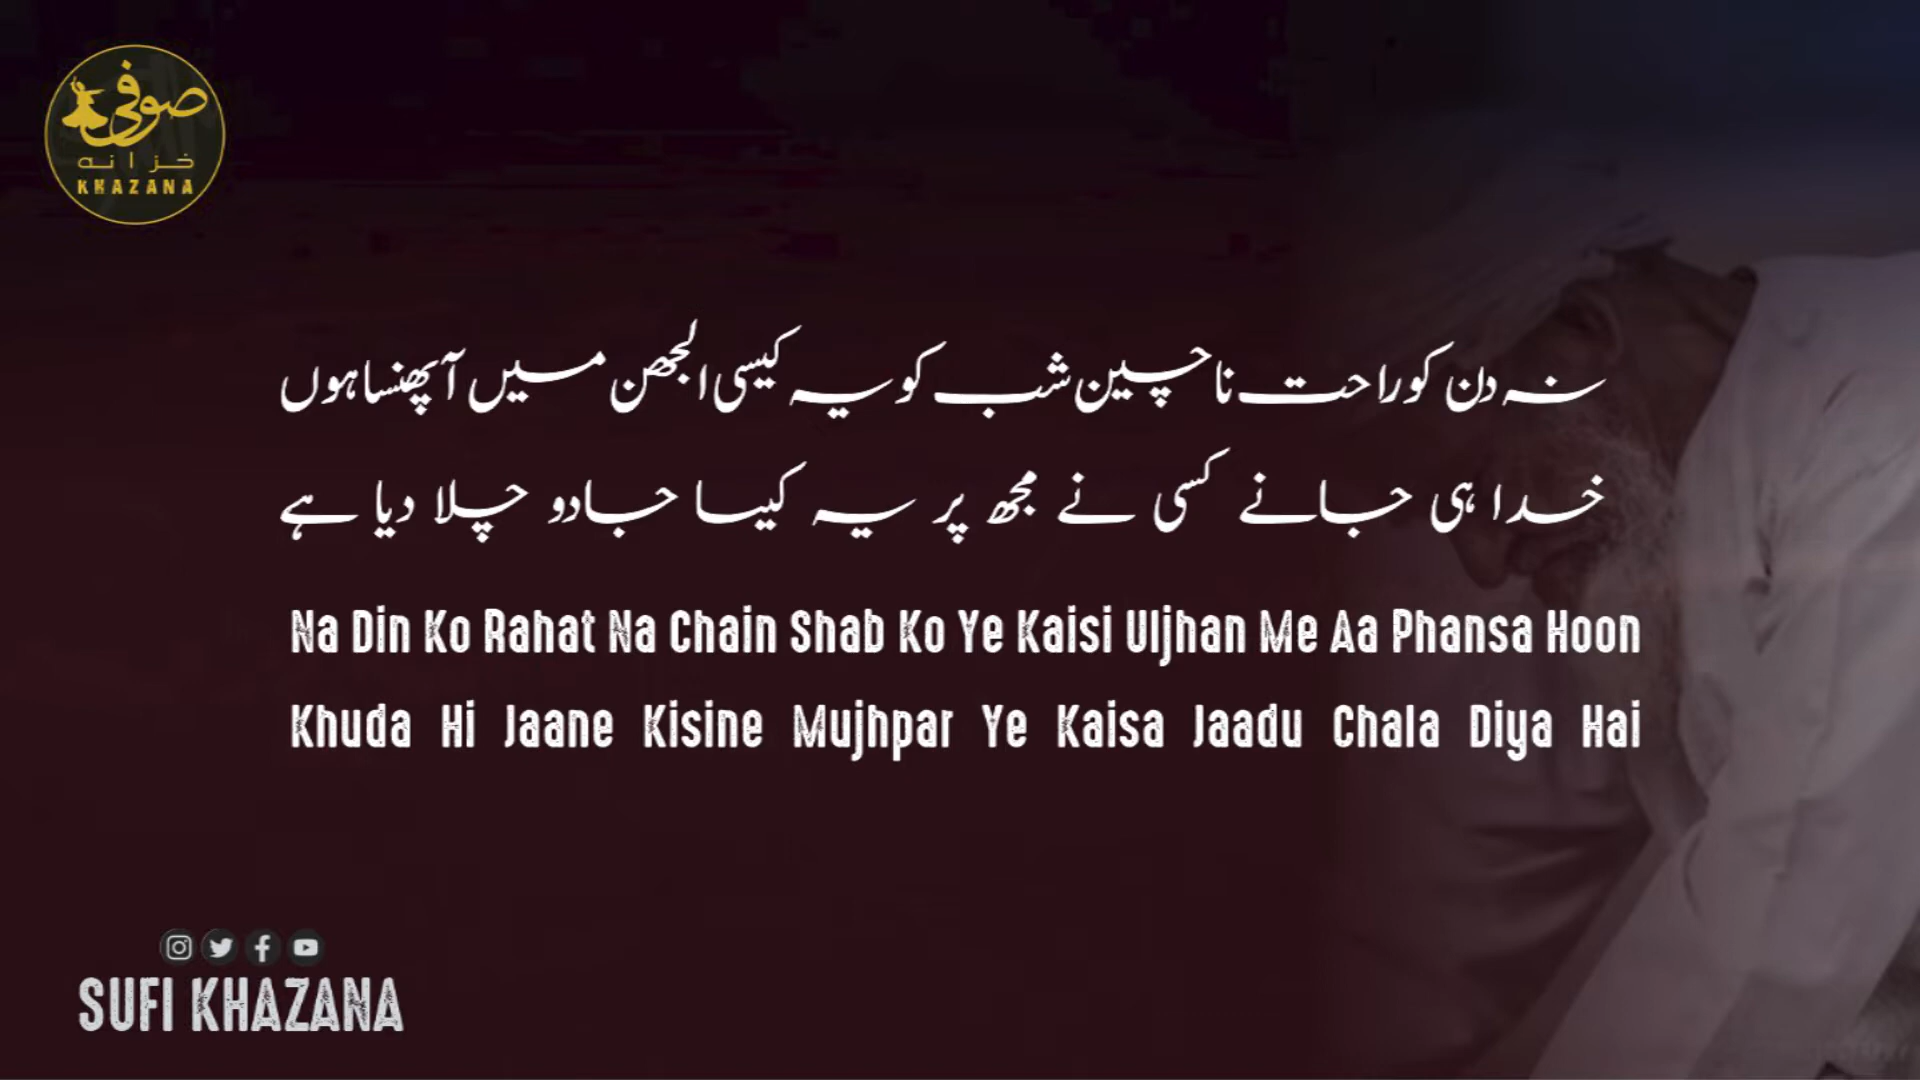 صوفی
خزانہ
KHAZANA
نہ دن کو راحت نا چین شب کو یہ کیسی الجھن میں آ پھنسا ہوں
خدا ہی جانے کسی نے مجھ پر یہ کیسا جادو چلا دیا ہے
Na Din Ko Rahat Na Chain Shab Ko Ye Kaisi Uljhan Me Aa Phansa Hoon
Khuda Hi Jaane Kisine Mujhpar Ye Kaisa Jaadu Chala Diya Hai
SUFI KHAZANA